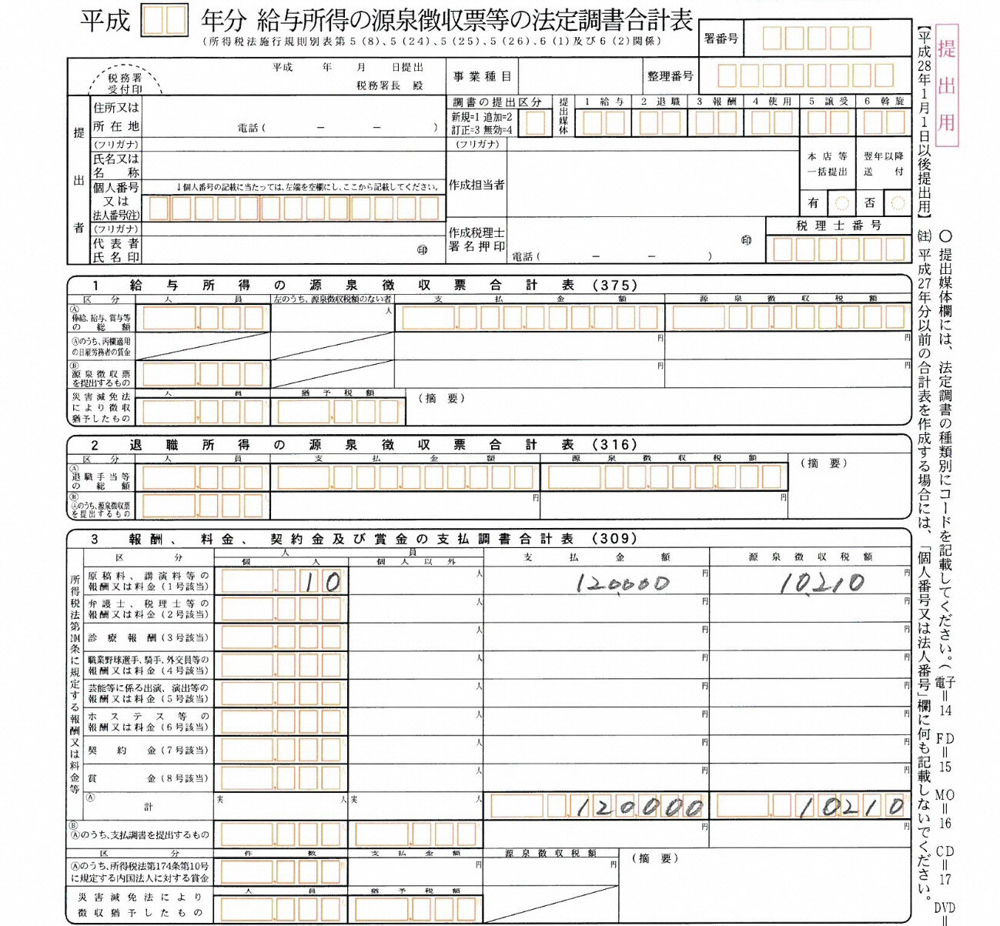 平成 年分 給与所得の源泉徴収票等の法定調書合計表
(所得税法施行規則別表第5(8)、5(24)、5(25)、5(26)、6(1)及び6(2)関係)
署番号
税務署受付印
平成 年 月 日提出
税務署長 殿
事業種目
整理番号
提出者
住所又は所在地
電話( ー ー )
(フリガナ)
氏名又は名称
個人番号又は法人番号(注)
↓個人番号の記載に当たっては、左端を空欄にし、ここから記載してください。
(フリガナ)
代表者氏名印
印
調書の提出区分
新規=1 追加=2
訂正=3 無効=4
提出媒体
1 給与 2 退職 3 報酬 4 使用 5 譲受 6 斡旋
(フリガナ)
作成担当者
本店等一括提出
翌年以降送付
有 否
作成税理士署名押印
印
電話( ー ー )
税理士番号
1 給与所得の源泉徴収票合計表(375)
区分 人員 左のうち、源泉徴収税額のない者 支払金額 源泉徴収税額
Ⓐ俸給、給与、賞与等の総額 人
Ⓐのうち、丙欄適用の日雇労務者の賃金 円 円
Ⓑ源泉徴収票を提出するもの 人 円 円
災害減免法により徴収猶予したもの 人員 猶予税額 (摘要)
2 退職所得の源泉徴収票合計表(316)
区分 人員 支払金額 源泉徴収税額 (摘要)
Ⓐ退職手当等の総額
Ⓑ Ⓐのうち、源泉徴収票を提出するもの 円 円
3 報酬、料金、契約金及び賞金の支払調書合計表(309)
所得税法第204条に規定する報酬又は料金等
区分 人員 支払金額 源泉徴収税額
個人 個人以外
原稿料、講演料等の報酬又は料金(1号該当) 10 人 120,000 円 10,210 円
弁護士、税理士等の報酬又は料金(2号該当) 人 円 円
診療報酬(3号該当) 人 円 円
職業野球選手、騎手、外交員等の報酬又は料金(4号該当) 人 円 円
芸能等に係る出演、演出等の報酬又は料金(5号該当) 人 円 円
ホステス等の報酬又は料金(6号該当) 人 円 円
契約金(7号該当) 人 円 円
賞金(8号該当) 人 円 円
Ⓐ計 実 人 実 人 120,000 10210
Ⓑ Ⓐのうち、支払調書を提出するもの 円 円
区分 件数 支払金額 源泉徴収税額 (摘要)
Ⓐのうち、所得税法第174条第10号に規定する内国法人に対する賞金 円 円
災害減免法により徴収猶予したもの 人員 猶予税額
提出用
【平成28年1月1日以後提出用】
(注)平成27年分以前の合計表を作成する場合には、「個人番号又は法人番号」欄に何も記載しないでください。
○ 提出媒体欄には、法定調書の種類別にコードを記載してください。(電子=14 FD=15 MO=16 CD=17 DVD=